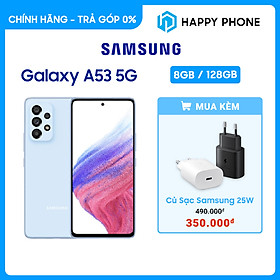 CHÍNH HÃNG - TRẢ GÓP 0%
HAPPY PHONE
SAMSUNG
Galaxy A53 5G
8GB / 128GB
MUA KÈM
Củ Sạc Samsung 25W
490.000đ
350.000đ
SAMSUNG